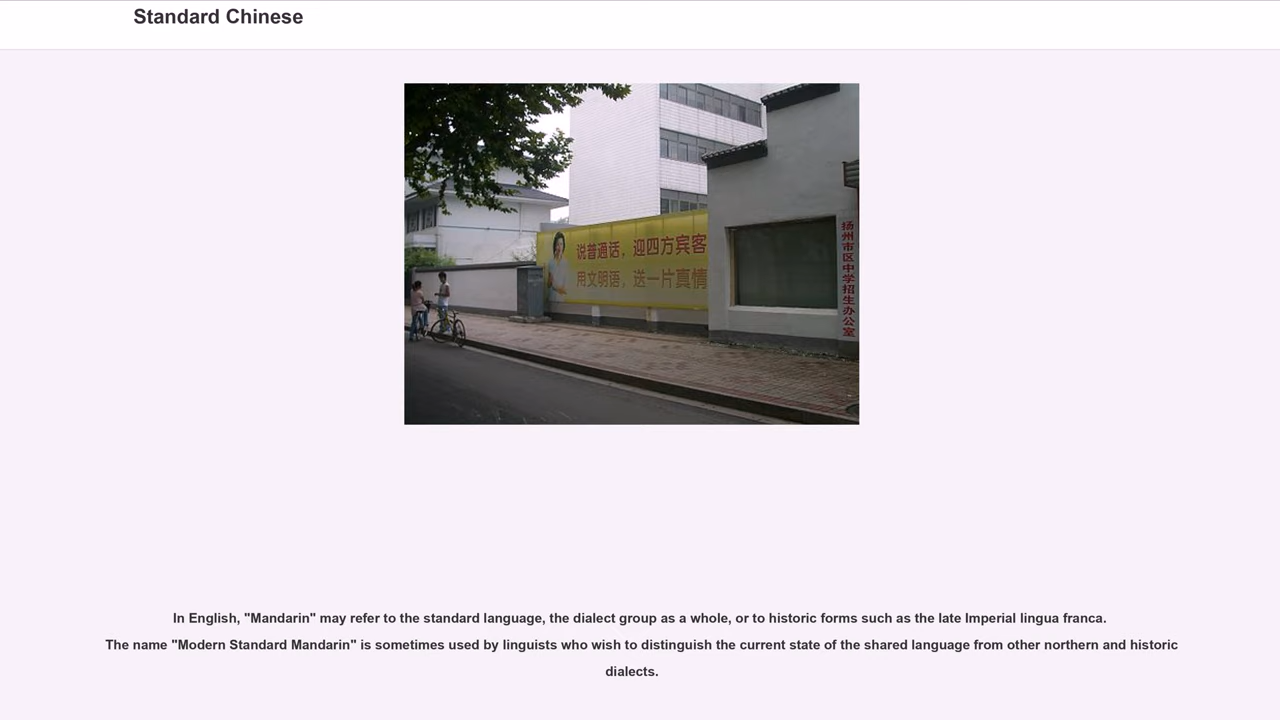 Standard Chinese
说普通话，迎四方宾客
用文明语，送一片真情
扬州市区中学招生办公室
In English, "Mandarin" may refer to the standard language, the dialect group as a whole, or to historic forms such as the late Imperial lingua franca.
The name "Modern Standard Mandarin" is sometimes used by linguists who wish to distinguish the current state of the shared language from other northern and historic
dialects.